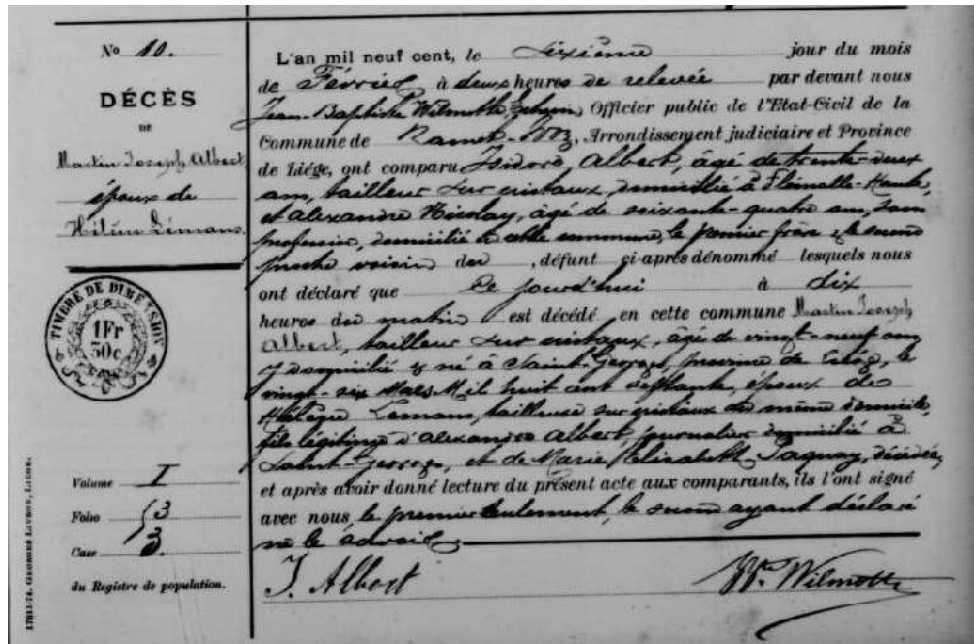 No 10.
DÉCÈS
DE
Martin Joseph Albert
époux de
Lémans.
TIMBRE DE DIMENSION
1Fr
50c
Volume I
Folio 53
Case 3
du Registre de population.
L'an mil neuf cent, le sixième jour du mois
de Février à deux heures de relevée par devant nous
Jean-Baptiste Wilmotte, Officier public de l'Etat-Civil de la
Commune de Ramet, Arrondissement judiciaire et Province
de Liége, ont comparu Isidore Albert, âgé de trente-deux
ans, tailleur sur cristaux, domicilié à Flémalle-Haute,
et Alexandre Nicolay, âgé de soixante-quatre ans, sans
profession, domicilié à cette commune, le premier frère & le second
proche voisin du défunt ci-après dénommé lesquels nous
ont déclaré que ce jourd'hui à dix
heures du matin est décédé en cette commune Martin Joseph
Albert, tailleur sur cristaux, âgé de vingt-neuf ans
y domicilié & né à Saint-Georges, province de Liége, le
vingt-six Mars Mil huit cent septante, époux de
Lémans, tailleuse sur cristaux du même domicile,
fils légitime d'Alexandre Albert, journalier domicilié à
Saint-Georges, et de Marie Elisabeth Paquay, décédée,
et après avoir donné lecture du présent acte aux comparants, ils l'ont signé
avec nous, le premier seulement, le second ayant déclaré
ne le savoir.
J. Albert
Wilmotte